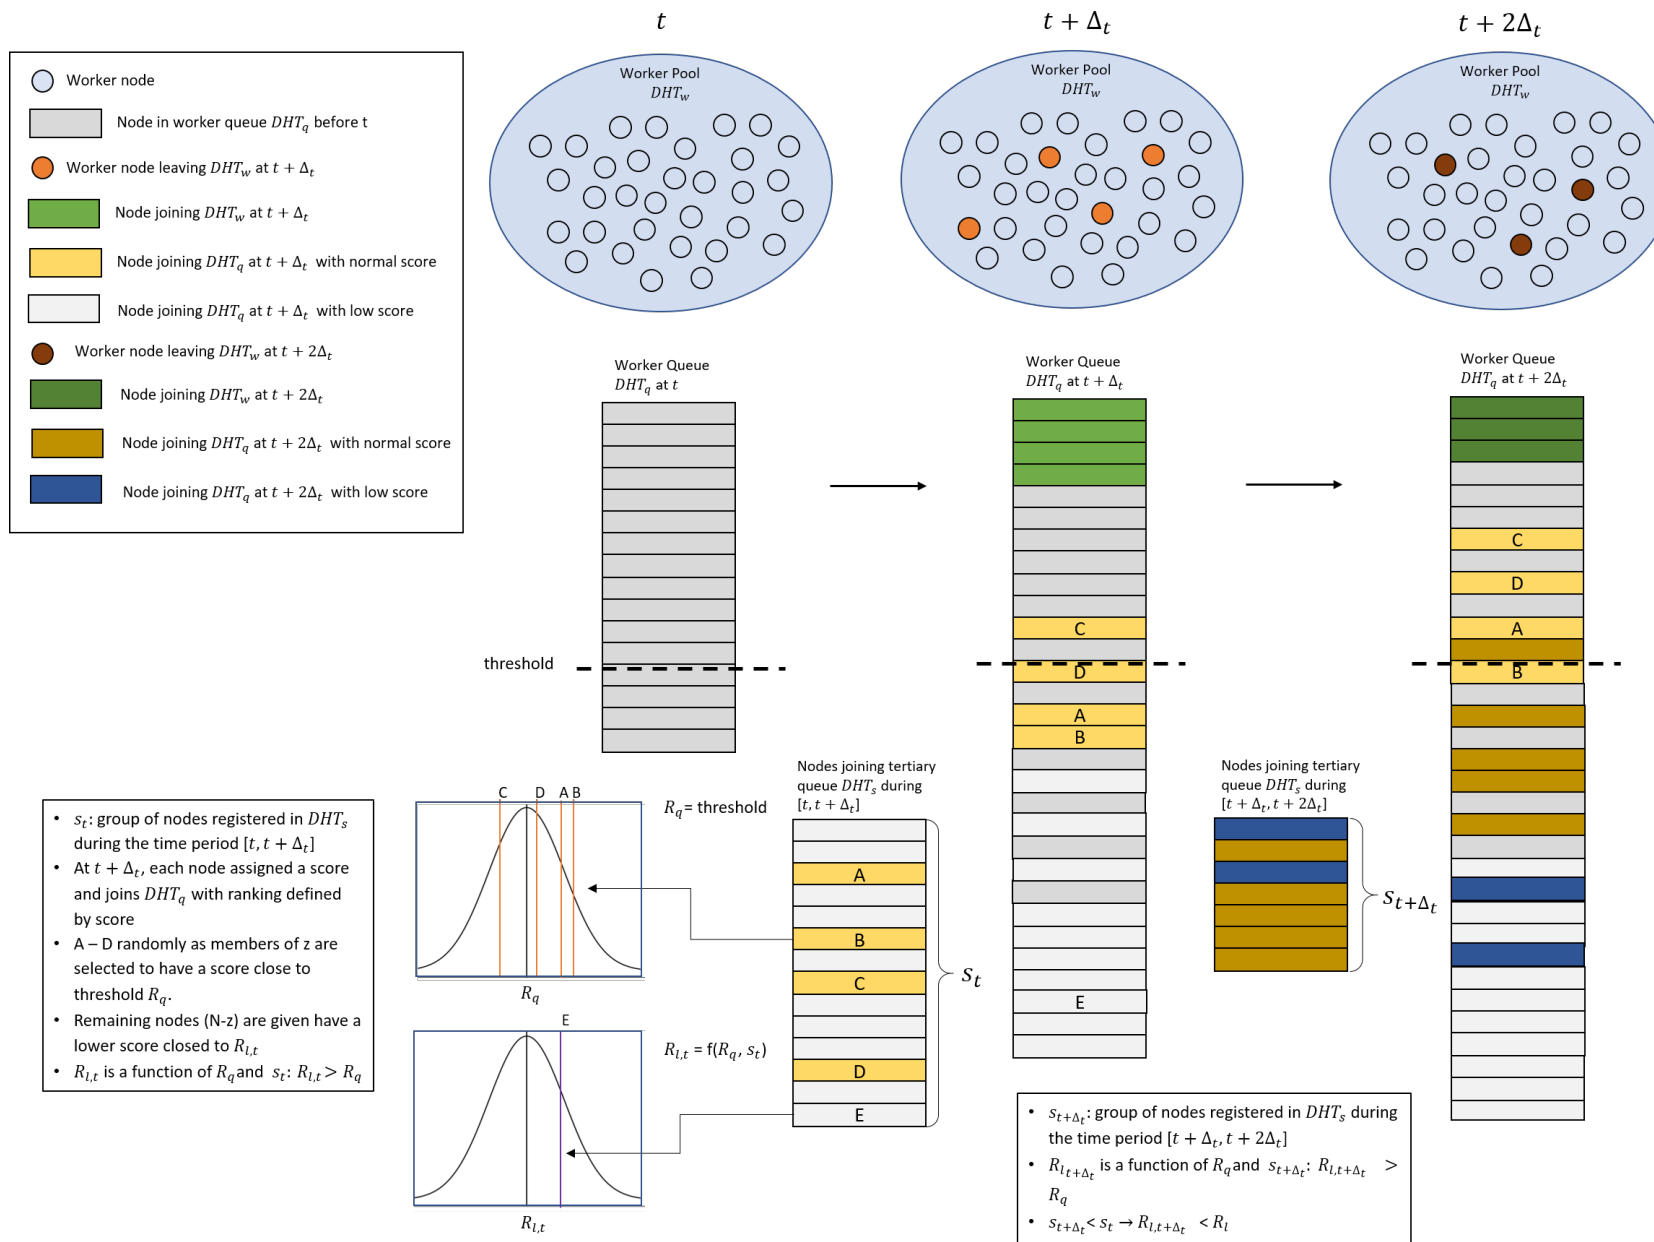 t
t + Δt
t + 2Δt
Worker node
Node in worker queue DHTq before t
Worker node leaving DHTw at t + Δt
Node joining DHTw at t + Δt
Node joining DHTq at t + Δt with normal score
Node joining DHTq at t + Δt with low score
Worker node leaving DHTw at t + 2Δt
Node joining DHTw at t + 2Δt
Node joining DHTq at t + 2Δt with normal score
Node joining DHTq at t + 2Δt with low score
Worker Pool
DHTw
Worker Pool
DHTw
Worker Pool
DHTw
Worker Queue
DHTq at t
threshold
Worker Queue
DHTq at t + Δt
C
D
A
B
E
Worker Queue
DHTq at t + 2Δt
C
D
A
B
• st: group of nodes registered in DHTs
during the time period [t, t + Δt]
• At t + Δt, each node assigned a score
and joins DHTq with ranking defined
by score
• A – D randomly as members of z are
selected to have a score close to
threshold Rq.
• Remaining nodes (N-z) are given have a
lower score closed to Rl,t
• Rl,t is a function of Rq and st: Rl,t > Rq
C D A B
Rq
Rq= threshold
E
Rl,t
Rl,t = f(Rq, st)
Nodes joining tertiary
queue DHTs during
[t, t + Δt]
A
B
C
D
E
st
Nodes joining tertiary
queue DHTs during
[t + Δt, t + 2Δt]
st+Δt
• st+Δt: group of nodes registered in DHTs during
the time period [t + Δt, t + 2Δt]
• Rlt+Δt is a function of Rq and st+Δt: Rl,t+Δt >
Rq
• st+Δt< st → Rl,t+Δt < Rl